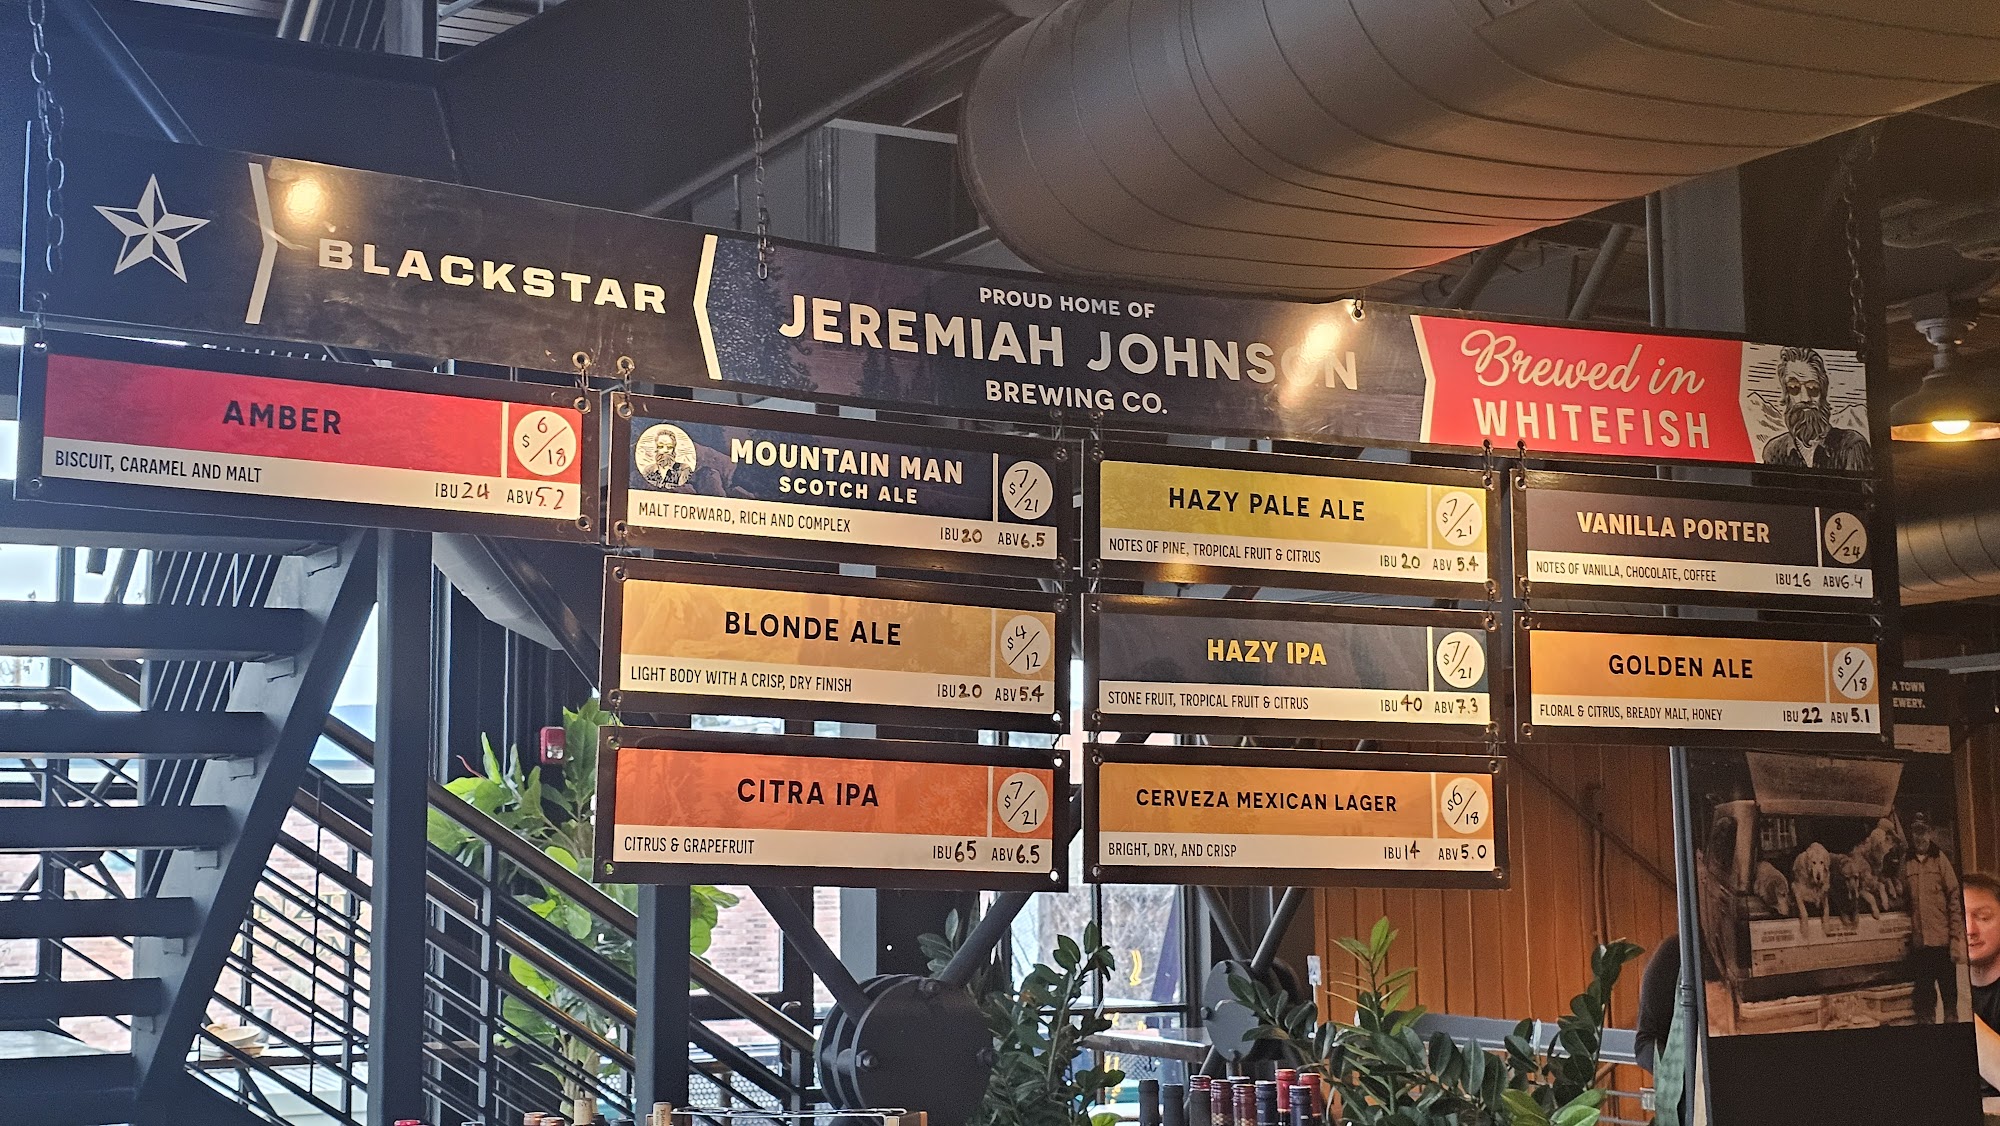 BLACKSTAR
PROUD HOME OF
JEREMIAH JOHNSON
BREWING CO.
Brewed in
WHITEFISH
AMBER
$6/18
BISCUIT, CARAMEL AND MALT
IBU 24 ABV 5.2
MOUNTAIN MAN
SCOTCH ALE
$7/21
MALT FORWARD, RICH AND COMPLEX
IBU 20 ABV 6.5
BLONDE ALE
$4/12
LIGHT BODY WITH A CRISP, DRY FINISH
IBU 20 ABV 5.4
CITRA IPA
$7/21
CITRUS & GRAPEFRUIT
IBU 65 ABV 6.5
HAZY PALE ALE
$7/21
NOTES OF PINE, TROPICAL FRUIT & CITRUS
IBU 20 ABV 5.4
HAZY IPA
$7/21
STONE FRUIT, TROPICAL FRUIT & CITRUS
IBU 40 ABV 7.3
CERVEZA MEXICAN LAGER
$6/18
BRIGHT, DRY, AND CRISP
IBU 14 ABV 5.0
VANILLA PORTER
$8/24
NOTES OF VANILLA, CHOCOLATE, COFFEE
IBU 16 ABV 6.4
GOLDEN ALE
$6/18
FLORAL & CITRUS, BREADY MALT, HONEY
IBU 22 ABV 5.1
A TOWN
EWERY.